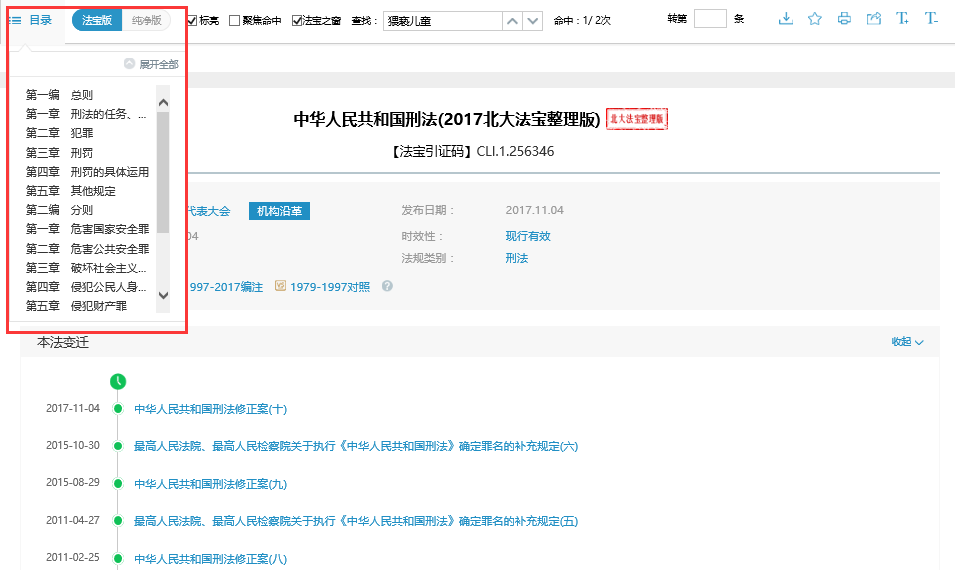 目录 法宝版 纯净版 标亮 聚焦命中 法宝之窗 查找： 猥亵儿童 命中：1/ 2次 转第 条
展开全部
第一编 总则
第一章 刑法的任务、...
第二章 犯罪
第三章 刑罚
第四章 刑罚的具体运用
第五章 其他规定
第二编 分则
第一章 危害国家安全罪
第二章 危害公共安全罪
第三章 破坏社会主义...
第四章 侵犯公民人身...
第五章 侵犯财产罪
中华人民共和国刑法(2017北大法宝整理版) 北大法宝整理版
【法宝引证码】CLI.1.256346
代表大会 机构沿革 发布日期： 2017.11.04
04 时效性： 现行有效
法规类别： 刑法
997-2017编注 1979-1997对照
本法变迁 收起
2017-11-04 中华人民共和国刑法修正案(十)
2015-10-30 最高人民法院、最高人民检察院关于执行《中华人民共和国刑法》确定罪名的补充规定(六)
2015-08-29 中华人民共和国刑法修正案(九)
2011-04-27 最高人民法院、最高人民检察院关于执行《中华人民共和国刑法》确定罪名的补充规定(五)
2011-02-25 中华人民共和国刑法修正案(八)